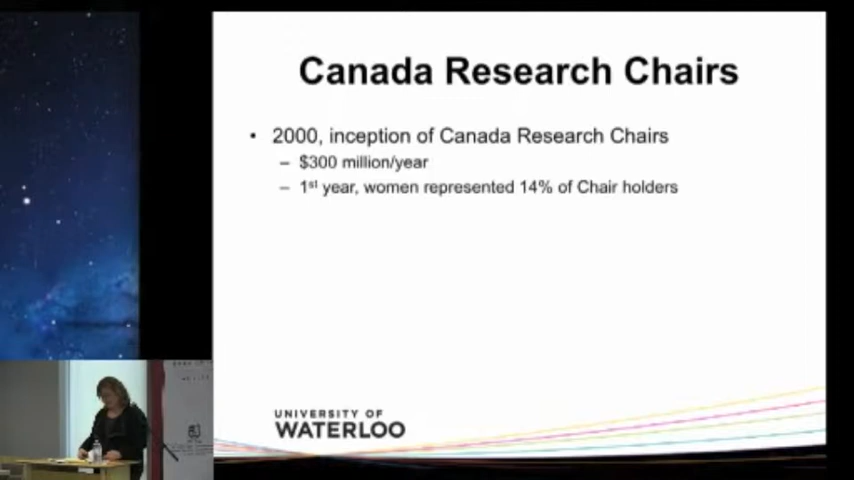 Canada Research Chairs
• 2000, inception of Canada Research Chairs
– $300 million/year
– 1st year, women represented 14% of Chair holders
UNIVERSITY OF
WATERLOO